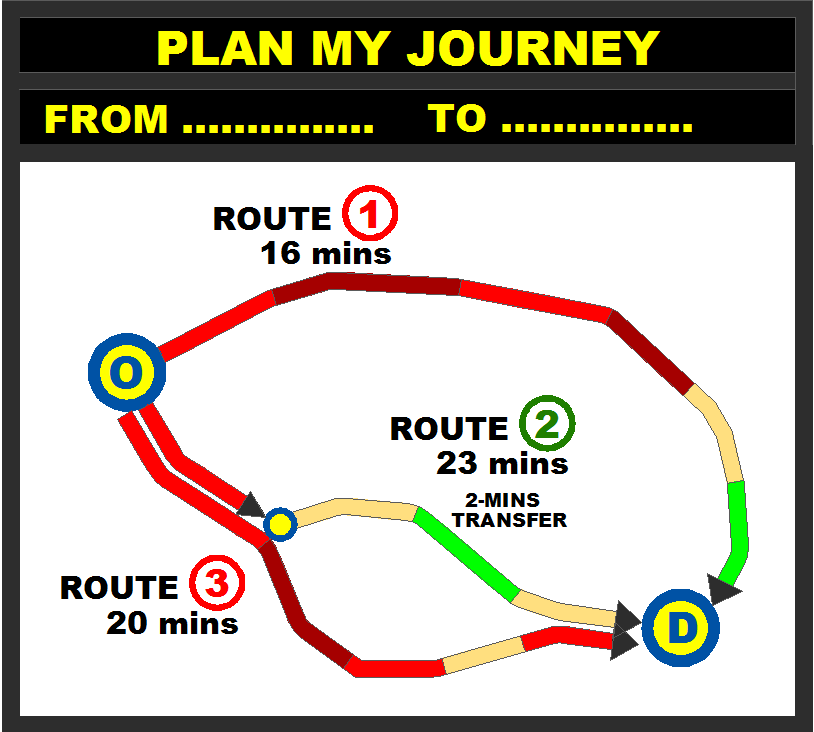 PLAN MY JOURNEY
FROM ............... TO ...............
ROUTE 1
16 mins
O
ROUTE 2
23 mins
2-MINS
TRANSFER
ROUTE 3
20 mins
D